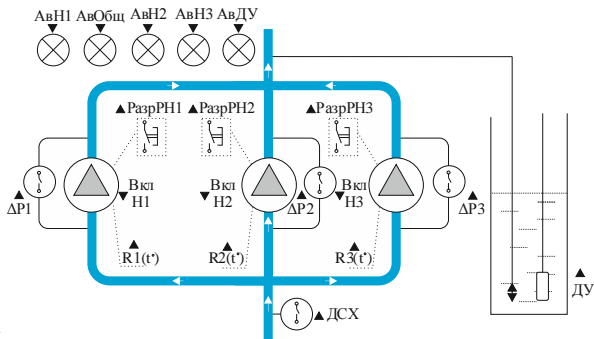 АвН1 АвОбщ АвН2 АвН3 АвДУ
▲РазрРН1 ▲РазрРН2 ▲РазрРН3
Вкл Вкл Вкл
Н1 Н2 Н3
ΔР1 ΔР2 ΔР3
R1(t°) R2(t°) R3(t°)
ДУ
▲ДСХ